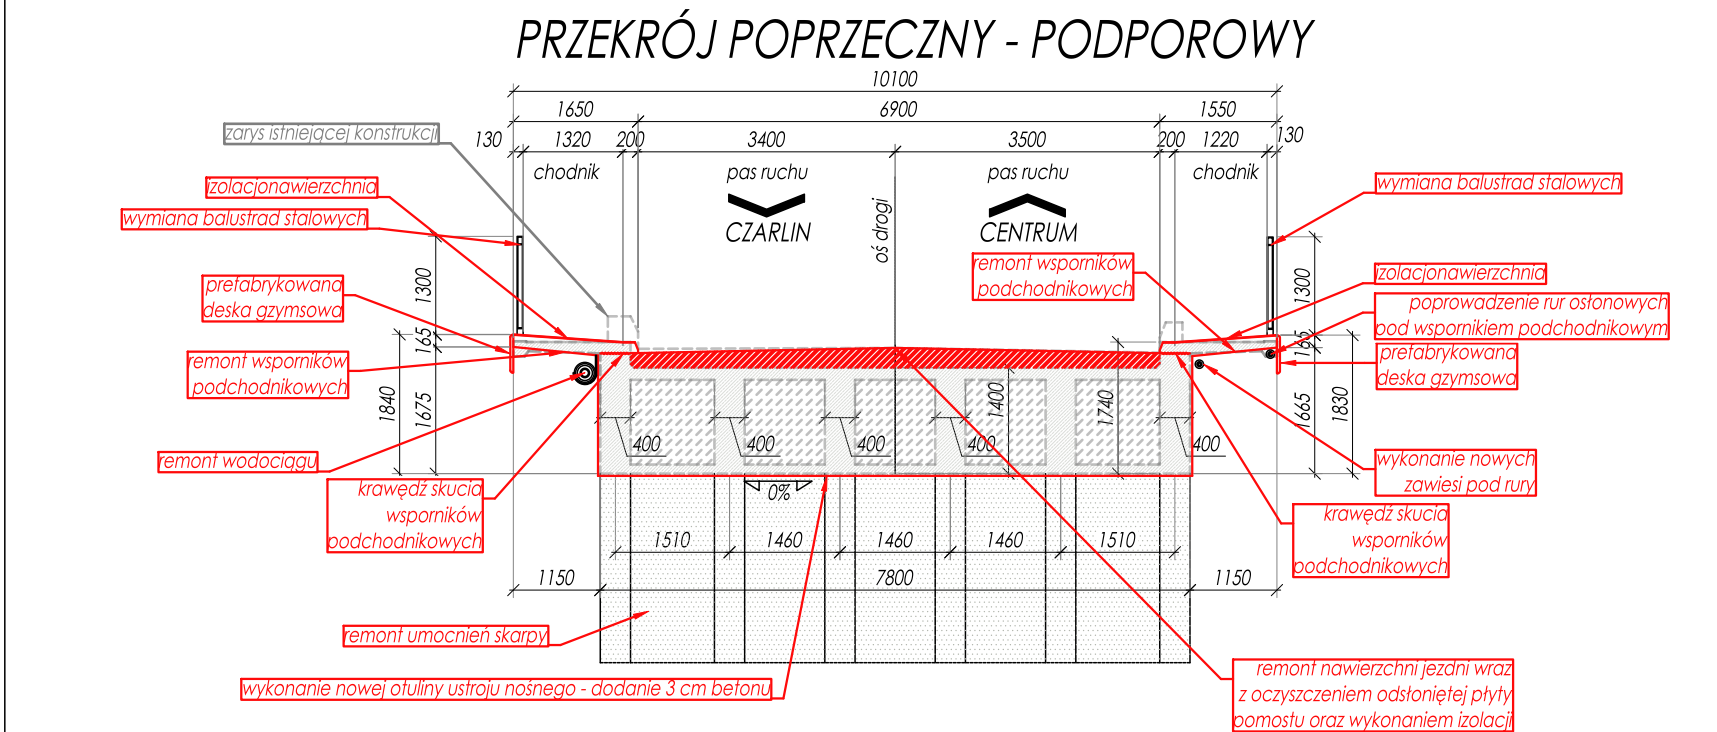 PRZEKRÓJ POPRZECZNY - PODPOROWY
10100
1650 6900 1550
130 1320 200 3400 3500 200 1220 130
zarys istniejącej konstrukcji
chodnik pas ruchu pas ruchu chodnik
CZARLIN CENTRUM
oś drogi
izolacjonawierzchnia
wymiana balustrad stalowych
prefabrykowana
deska gzymsowa
remont wsporników
podchodnikowych
remont wodociągu
krawędź skucia
wsporników
podchodnikowych
remont umocnień skarpy
wykonanie nowej otuliny ustroju nośnego - dodanie 3 cm betonu
1300
165
1840
1675
remont wsporników
podchodnikowych
wymiana balustrad stalowych
izolacjonawierzchnia
poprowadzenie rur osłonowych
pod wspornikiem podchodnikowym
prefabrykowana
deska gzymsowa
wykonanie nowych
zawiesi pod rury
krawędź skucia
wsporników
podchodnikowych
remont nawierzchni jezdni wraz
z oczyszczeniem odsłoniętej płyty
pomostu oraz wykonaniem izolacji
1300
165
1665
1830
1400
1740
400 400 400 400 400
0%
1510 1460 1460 1460 1510
1150 7800 1150